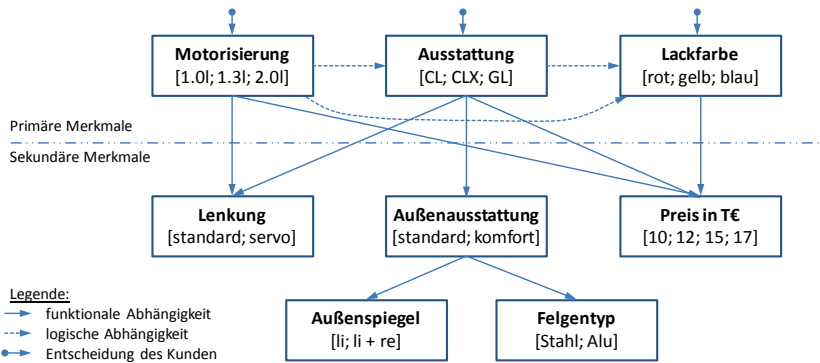 Motorisierung
[1.0l; 1.3l; 2.0l]
Ausstattung
[CL; CLX; GL]
Lackfarbe
[rot; gelb; blau]
Primäre Merkmale
Sekundäre Merkmale
Lenkung
[standard; servo]
Außenausstattung
[standard; komfort]
Preis in T€
[10; 12; 15; 17]
Legende:
funktionale Abhängigkeit
logische Abhängigkeit
Entscheidung des Kunden
Außenspiegel
[li; li + re]
Felgentyp
[Stahl; Alu]